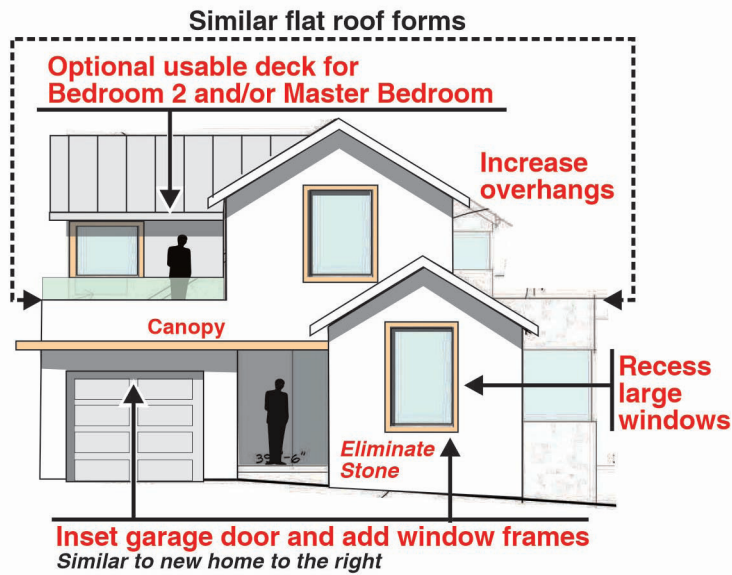 Similar flat roof forms
Optional usable deck for
Bedroom 2 and/or Master Bedroom
Increase
overhangs
Canopy
Recess
large
windows
Eliminate
Stone
Inset garage door and add window frames
Similar to new home to the right